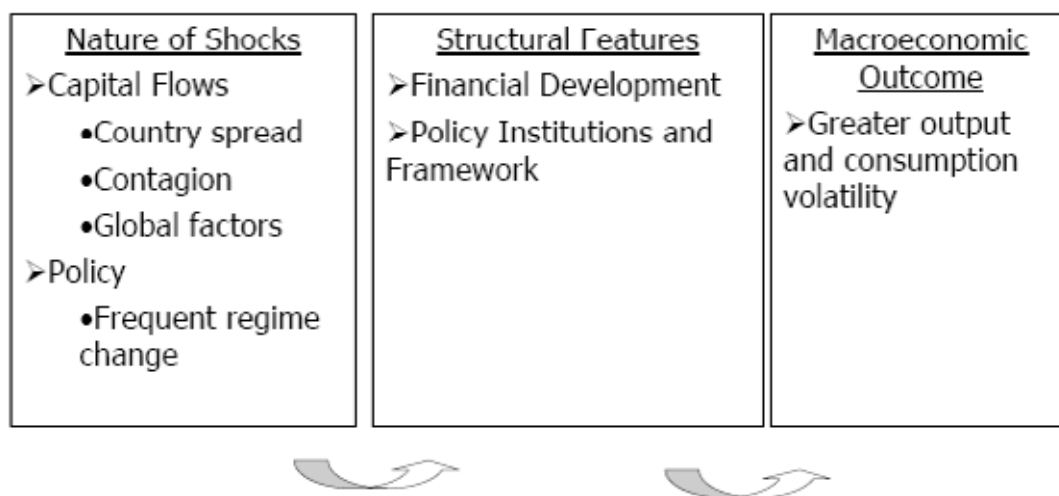 Nature of Shocks
➢Capital Flows
•Country spread
•Contagion
•Global factors
➢Policy
•Frequent regime
change
Structural Features
➢Financial Development
➢Policy Institutions and
Framework
Macroeconomic
Outcome
➢Greater output
and consumption
volatility